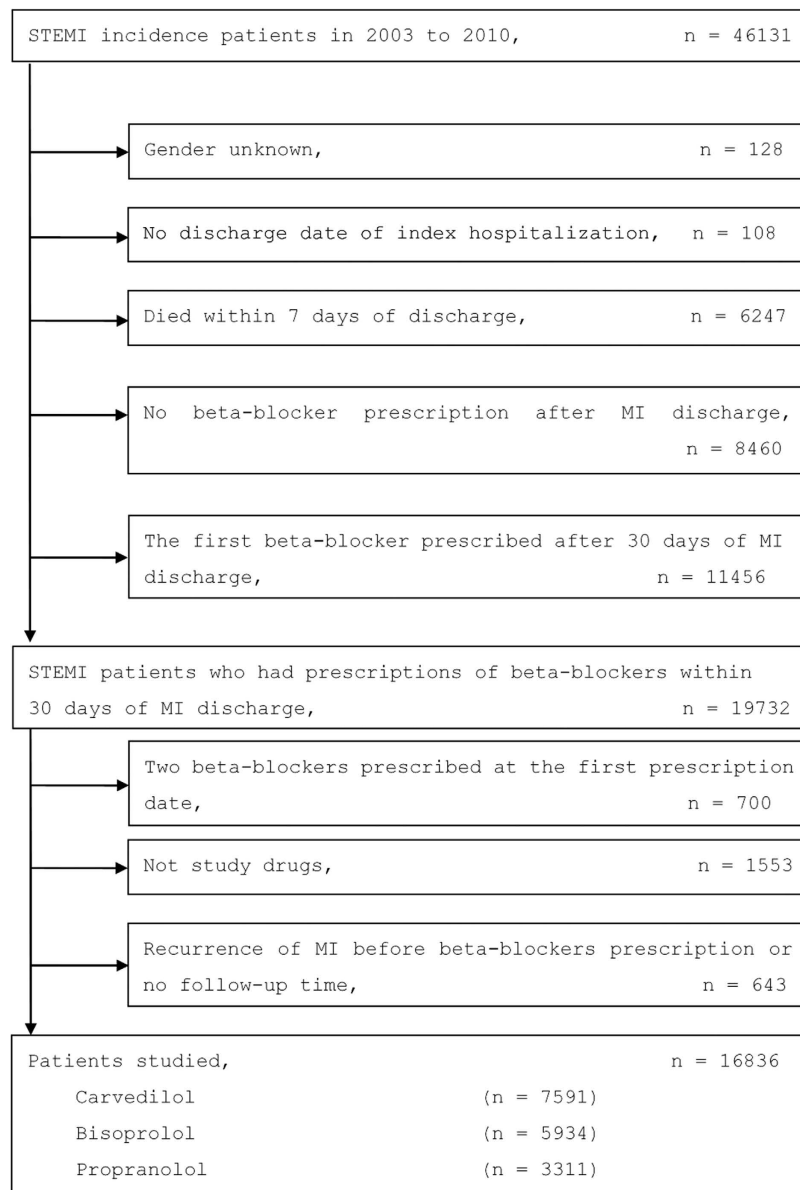 STEMI incidence patients in 2003 to 2010, n = 46131
Gender unknown, n = 128
No discharge date of index hospitalization, n = 108
Died within 7 days of discharge, n = 6247
No beta-blocker prescription after MI discharge,
n = 8460
The first beta-blocker prescribed after 30 days of MI
discharge, n = 11456
STEMI patients who had prescriptions of beta-blockers within
30 days of MI discharge, n = 19732
Two beta-blockers prescribed at the first prescription
date, n = 700
Not study drugs, n = 1553
Recurrence of MI before beta-blockers prescription or
no follow-up time, n = 643
Patients studied, n = 16836
Carvedilol (n = 7591)
Bisoprolol (n = 5934)
Propranolol (n = 3311)